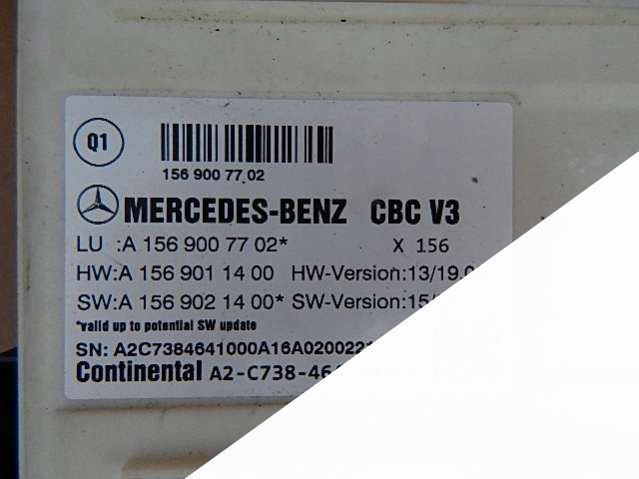 Q1
156 900 77 02
MERCEDES-BENZ CBC V3
LU :A 156 900 77 02* X 156
HW:A 156 901 14 00 HW-Version:13/19.0
SW:A 156 902 14 00* SW-Version:15/
*valid up to potential SW update
SN: A2C7384641000A16A020022
Continental A2-C738-46